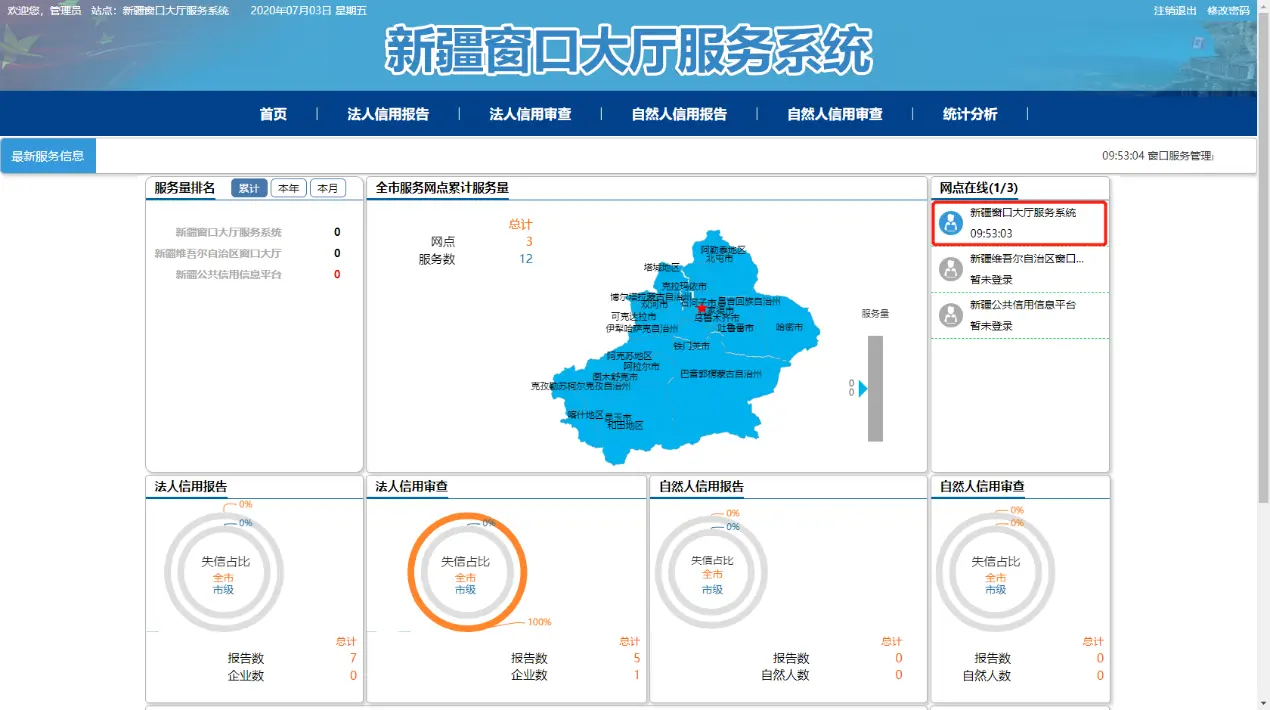 欢迎您，管理员 站点：新疆窗口大厅服务系统 2020年07月03日 星期五
注销退出 修改密码
新疆窗口大厅服务系统
首页 | 法人信用报告 | 法人信用审查 | 自然人信用报告 | 自然人信用审查 | 统计分析 |
最新服务信息
09:53:04 窗口服务管理
服务量排名 累计 本年 本月
新疆窗口大厅服务系统 0
新疆维吾尔自治区窗口大厅 0
新疆公共信用信息平台 0
全市服务网点累计服务量
总计
网点 3
服务数 12
阿勒泰地区
北屯市
塔城地区
克拉玛依市
博尔塔拉蒙古自治州
双河市
石河子市
昌吉回族自治州
可克达拉市
五家渠市
乌鲁木齐市
伊犁哈萨克自治州
吐鲁番市
哈密市
铁门关市
阿克苏地区
阿拉尔市
图木舒克市
巴音郭楞蒙古自治州
克孜勒苏柯尔克孜自治州
喀什地区
昆玉市
和田地区
服务量
0
0
网点在线(1/3)
新疆窗口大厅服务系统
09:53:03
新疆维吾尔自治区窗口...
暂未登录
新疆公共信用信息平台
暂未登录
法人信用报告
0%
0%
失信占比
全市
市级
总计
报告数 7
企业数 0
法人信用审查
0%
失信占比
全市
市级
100%
总计
报告数 5
企业数 1
自然人信用报告
0%
0%
失信占比
全市
市级
总计
报告数 0
自然人数 0
自然人信用审查
0%
0%
失信占比
全市
市级
总计
报告数 0
自然人数 0